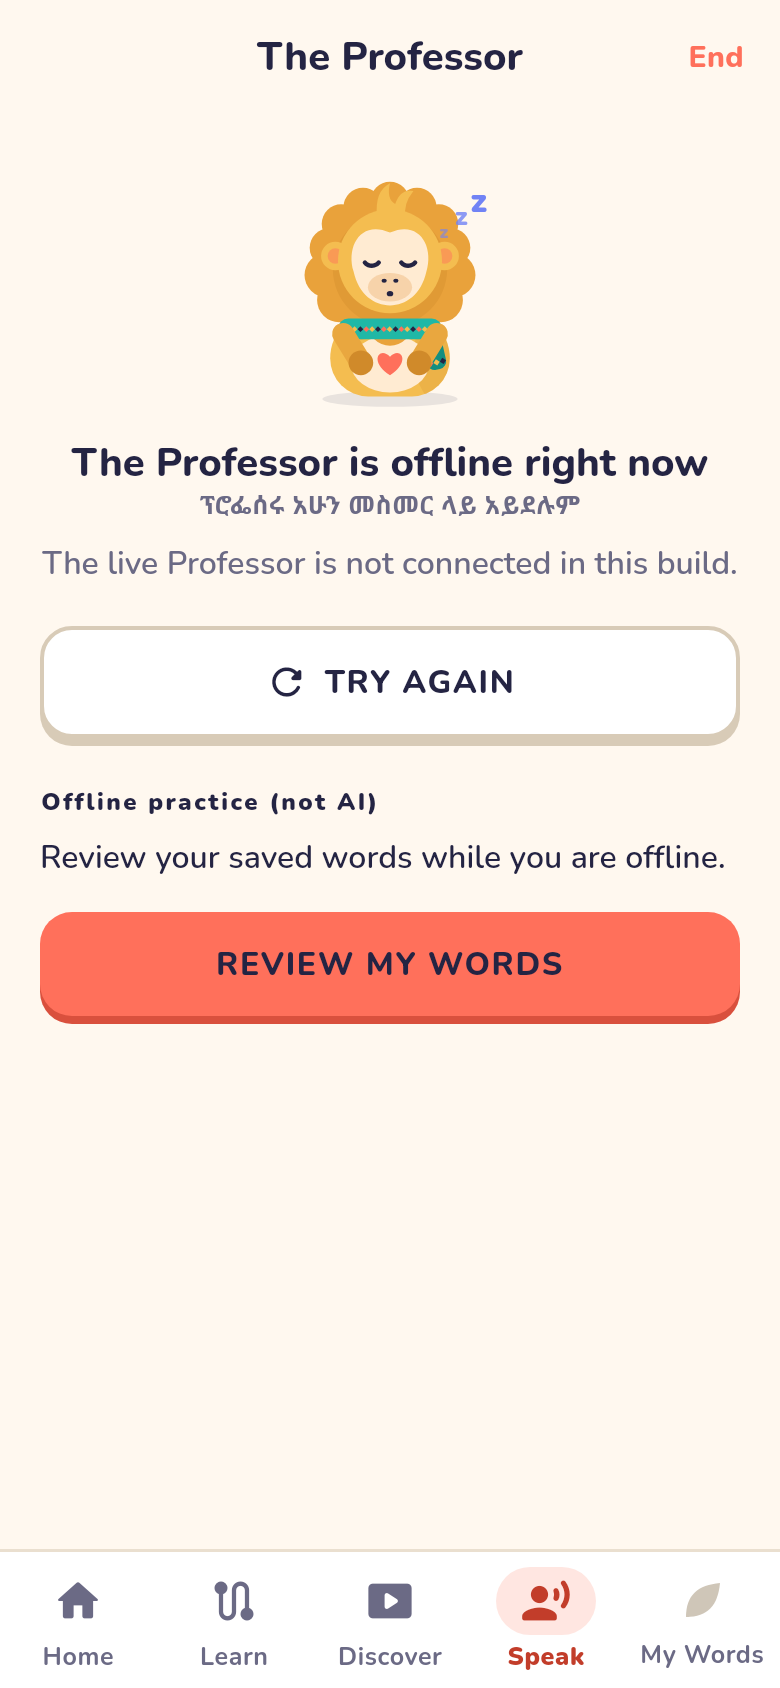 The Professor
End
z
z
z
The Professor is offline right now
ፕሮፌሰሩ አሁን መስመር ላይ አይደሉም
The live Professor is not connected in this build.
TRY AGAIN
Offline practice (not AI)
Review your saved words while you are offline.
REVIEW MY WORDS
Home
Learn
Discover
Speak
My Words